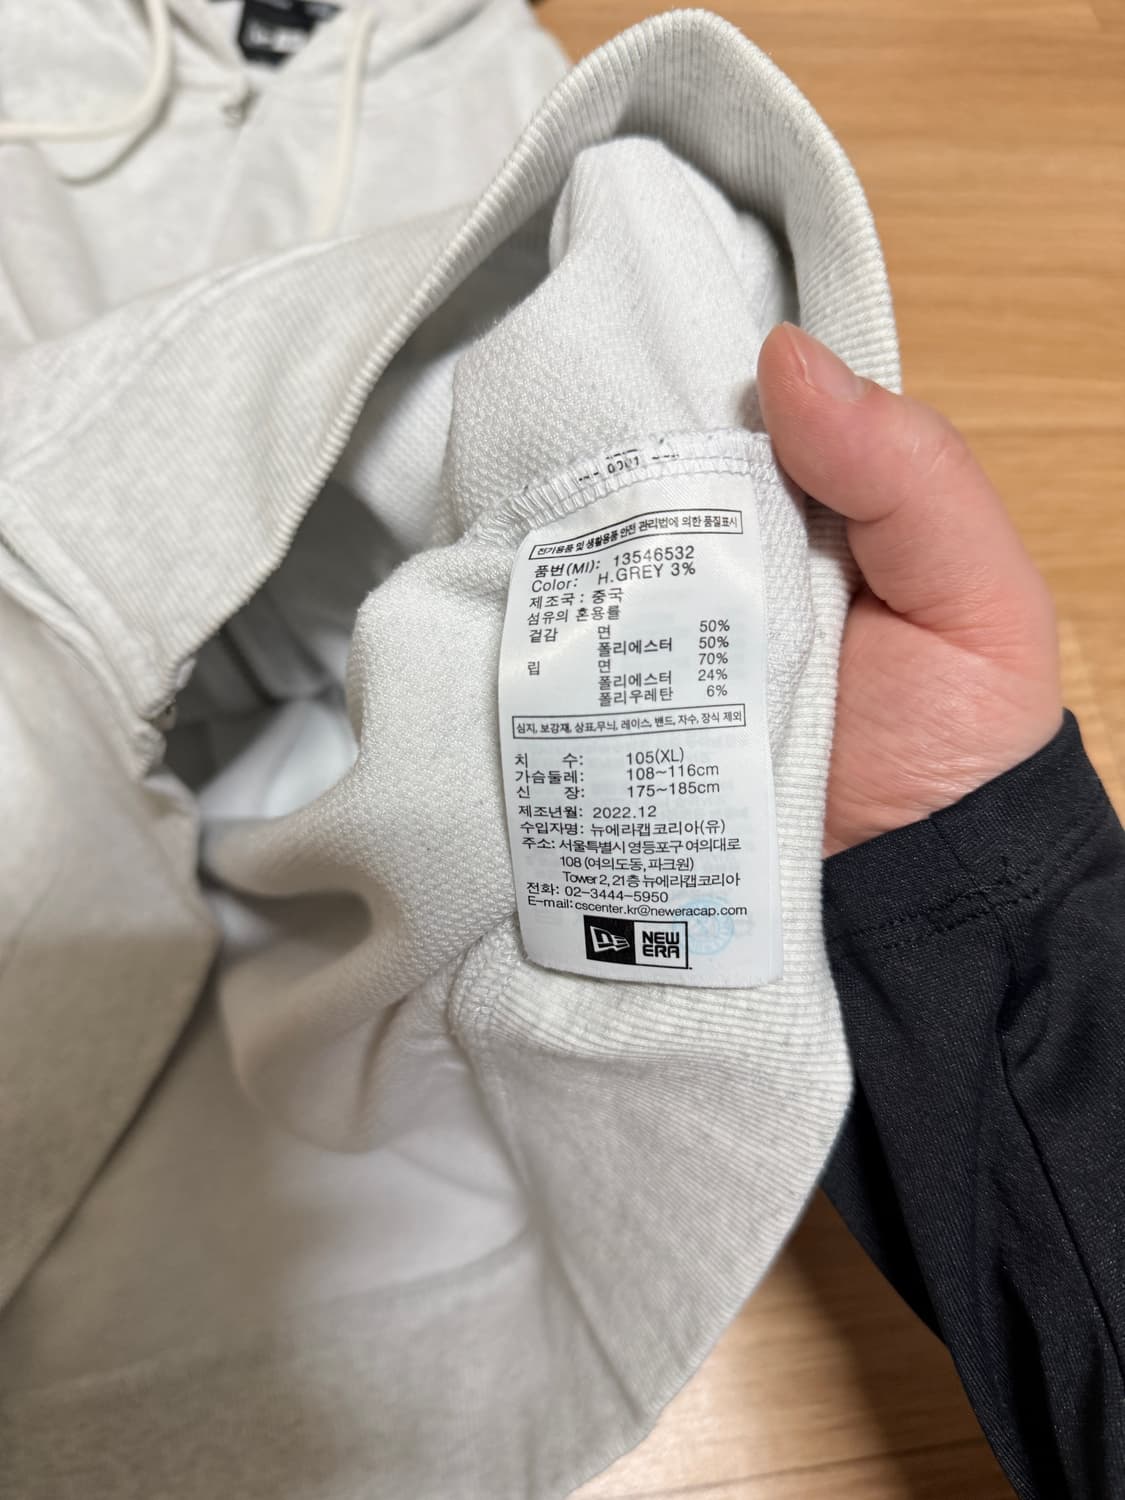 0001
전기용품 및 생활용품 안전 관리법에 의한 품질표시
품번(MI): 13546532
Color: H.GREY 3%
제조국 : 중국
섬유의 혼용률
겉감 면 50%
폴리에스터 50%
립 면 70%
폴리에스터 24%
폴리우레탄 6%
심지, 보강재, 상표,무늬, 레이스, 밴드, 자수, 장식 제외
치 수: 105(XL)
가슴둘레: 108~116cm
신 장: 175~185cm
제조년월: 2022.12
수입자명: 뉴에라캡코리아(유)
주소: 서울특별시 영등포구 여의대로
108 (여의도동, 파크원)
Tower 2, 21층 뉴에라캡코리아
전화: 02-3444-5950
E-mail: cscenter.kr@neweracap.com
NEW
ERA